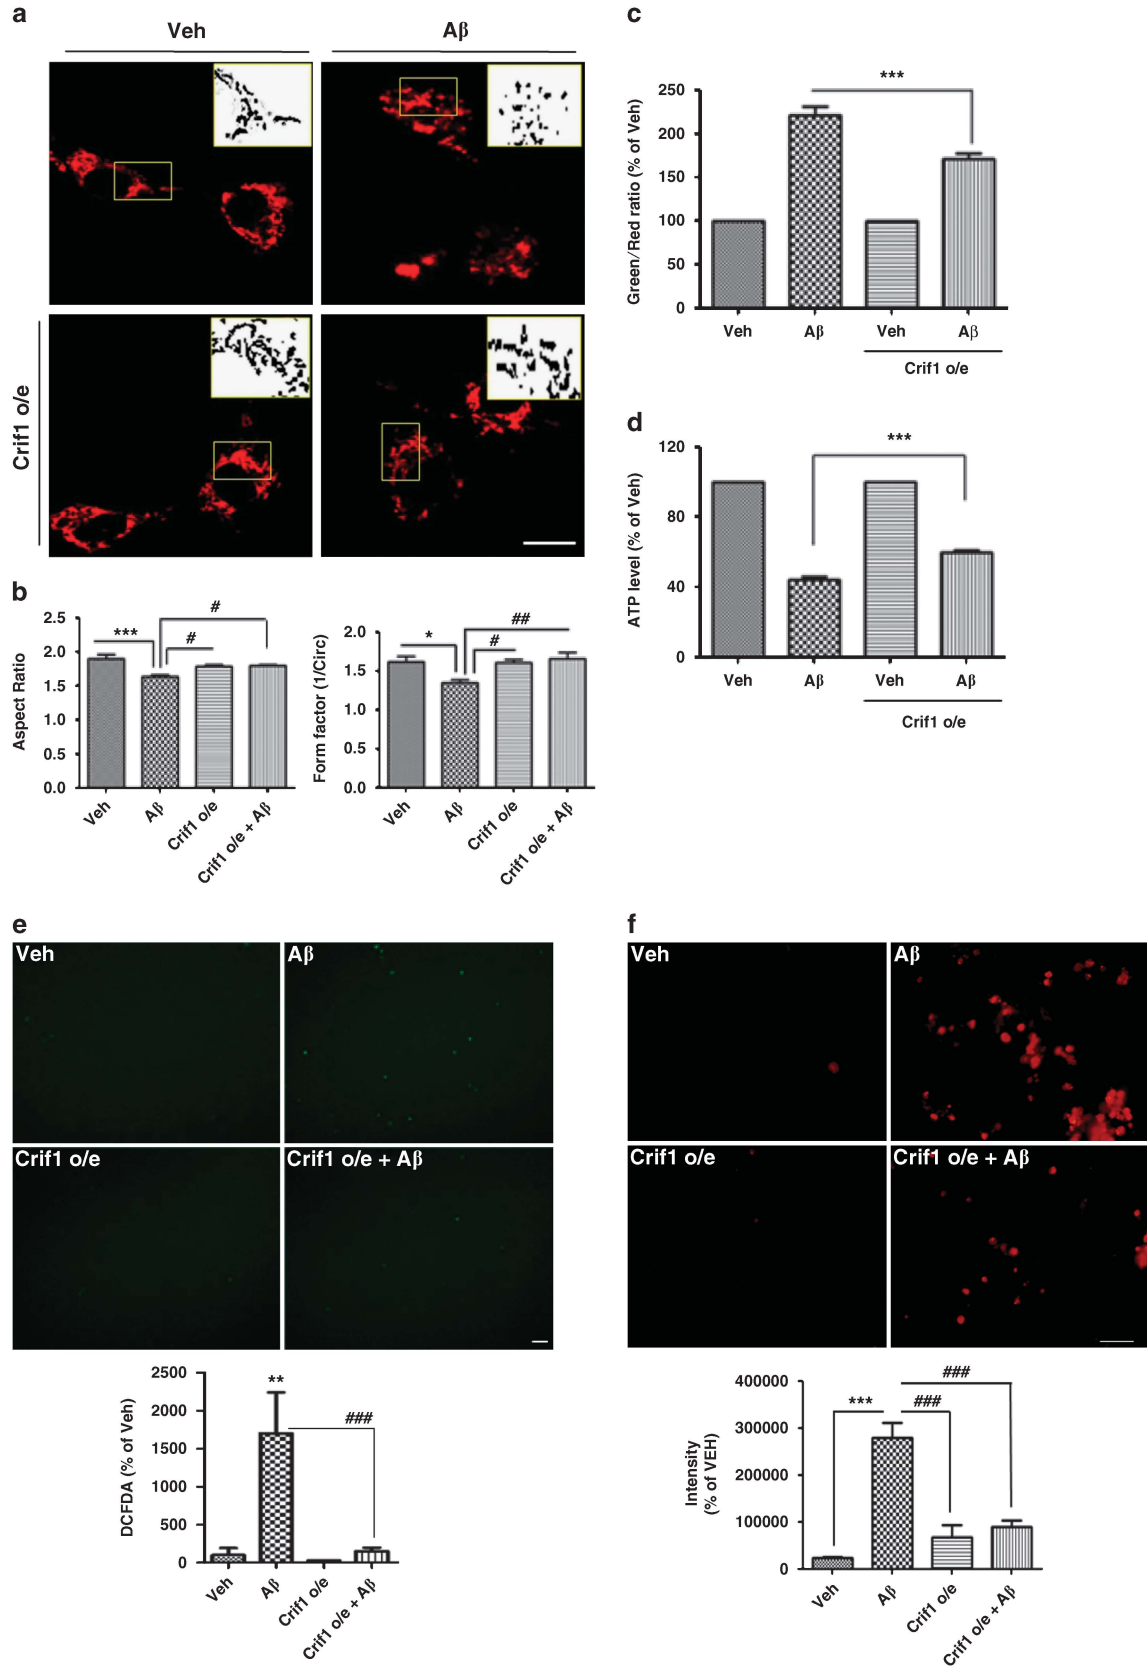 a
Veh
Aβ
Crif1 o/e
b
Aspect Ratio
2.5
2.0
1.5
1.0
0.5
0.0
***
#
#
Veh
Aβ
Crif1 o/e
Crif1 o/e + Aβ
Form factor (1/Circ)
2.0
1.5
1.0
0.5
0.0
*
#
##
Veh
Aβ
Crif1 o/e
Crif1 o/e + Aβ
c
Green/Red ratio (% of Veh)
250
200
150
100
50
0
***
Veh
Aβ
Veh
Aβ
Crif1 o/e
d
ATP level (% of Veh)
120
80
40
0
***
Veh
Aβ
Veh
Aβ
Crif1 o/e
e
Veh
Aβ
Crif1 o/e
Crif1 o/e + Aβ
DCFDA (% of Veh)
2500
2000
1500
1000
500
0
**
###
Veh
Aβ
Crif1 o/e
Crif1 o/e + Aβ
f
Veh
Aβ
Crif1 o/e
Crif1 o/e + Aβ
Intensity
(% of VEH)
400000
300000
200000
100000
0
***
###
###
Veh
Aβ
Crif1 o/e
Crif1 o/e + Aβ